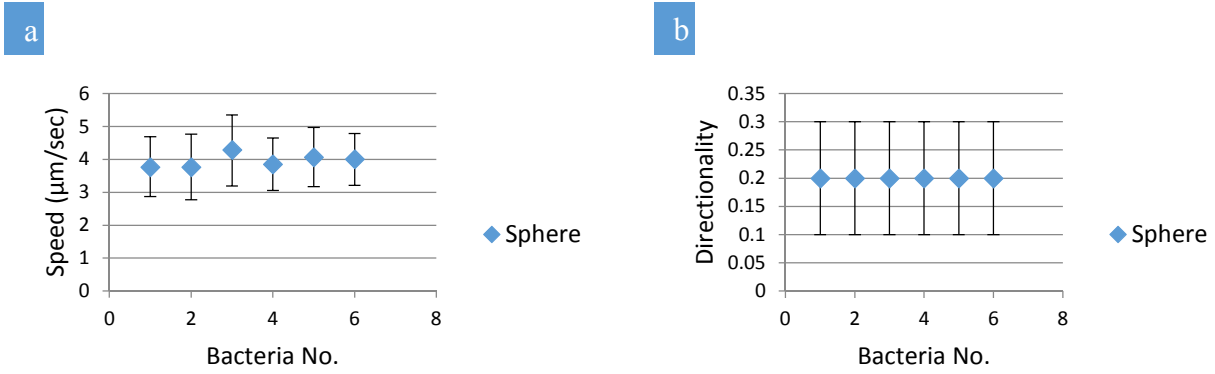 a
6
5
4
3
2
1
0
0 2 4 6 8
Speed (µm/sec)
Bacteria No.
Sphere
b
0.35
0.3
0.25
0.2
0.15
0.1
0.05
0
0 2 4 6 8
Directionality
Bacteria No.
Sphere